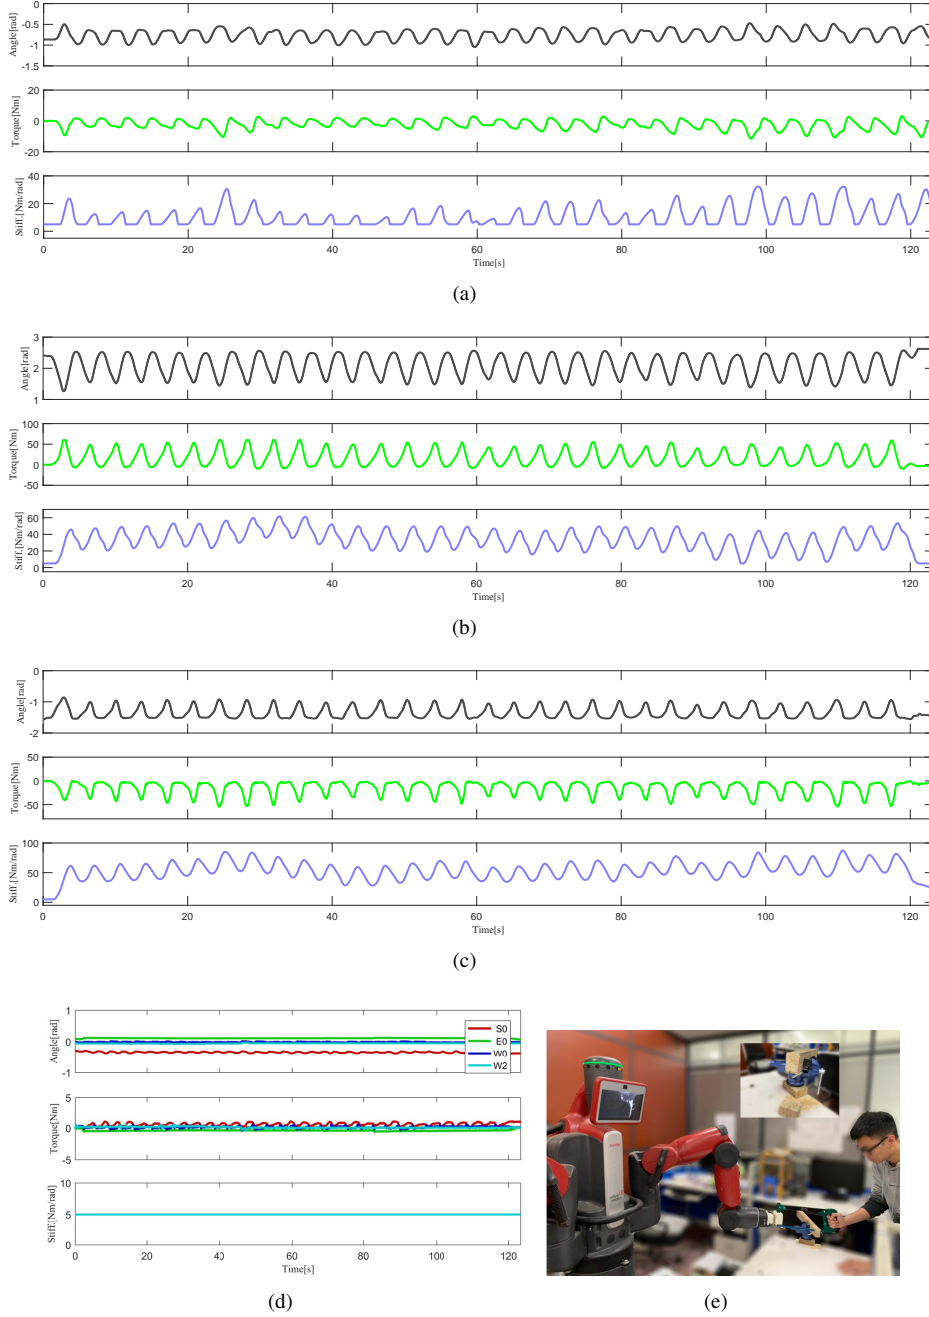 0
-0.5
-1
-1.5
Angle[rad]
20
0
-20
Torque[Nm]
40
20
0
Stiff.[Nm/rad]
0 20 40 60 80 100 120
Time[s]
(a)
3
2
1
Angle[rad]
100
50
0
-50
Torque[Nm]
60
40
20
0
Stiff.[Nm/rad]
0 20 40 60 80 100 120
Time[s]
(b)
0
-1
-2
Angle[rad]
50
0
-50
Torque[Nm]
100
50
0
Stiff.[Nm/rad]
0 20 40 60 80 100 120
Time[s]
(c)
1
0
-1
Angle[rad]
S0
E0
W0
W2
5
0
-5
Torque[Nm]
10
5
0
Stiff.[Nm/rad]
0 20 40 60 80 100 120
Time[s]
(d)
(e)